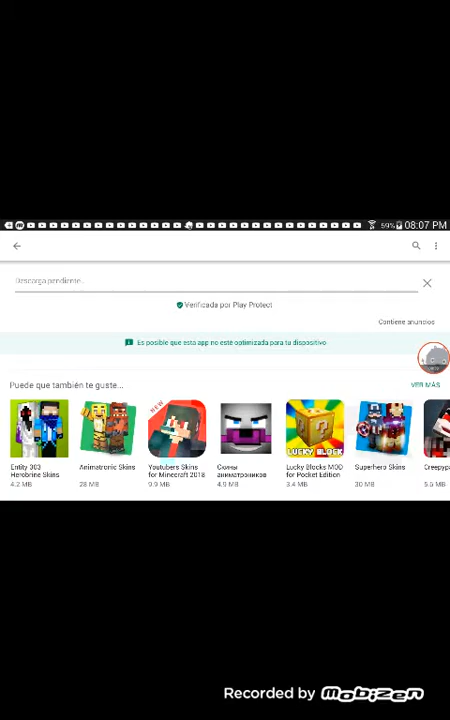 59% 08:07 PM
Descarga pendiente...
Verificada por Play Protect
Contiene anuncios
Es posible que esta app no esté optimizada para tu dispositivo
Puede que también te guste...
VER MÁS
NEW
LUCKY BLOCK
Entity 303
Herobrine Skins
4.2 MB
Animatronic Skins
28 MB
Youtubers Skins
for Minecraft 2018
9.9 MB
Скины
аниматроников
4.9 MB
Lucky Blocks MOD
for Pocket Edition
3.4 MB
Superhero Skins
30 MB
Creepyp
5.6 MB
Recorded by Mobizen